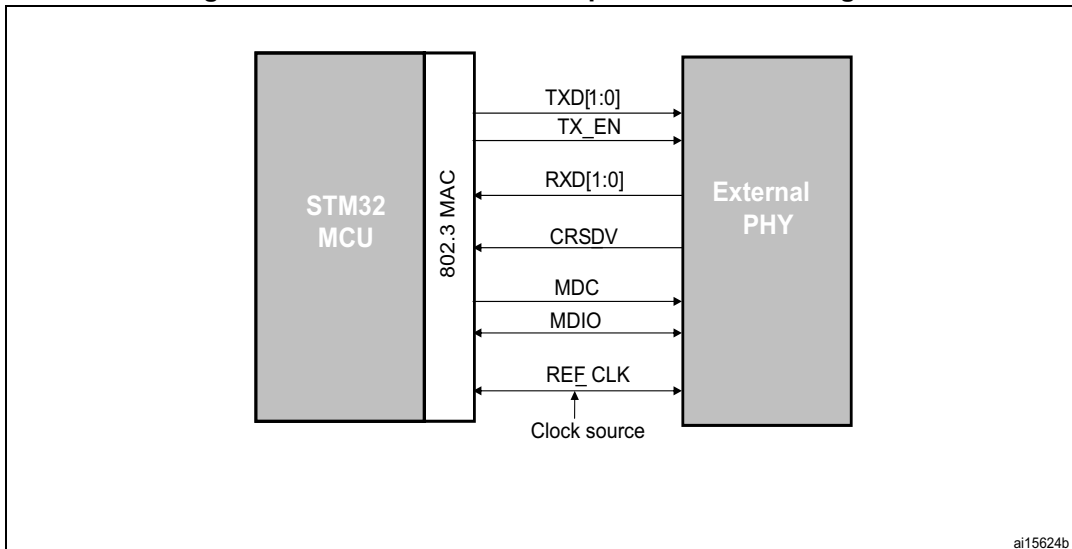 STM32
MCU
802.3 MAC
TXD[1:0]
TX_EN
RXD[1:0]
CRSDV
MDC
MDIO
REF_CLK
Clock source
External
PHY
ai15624b